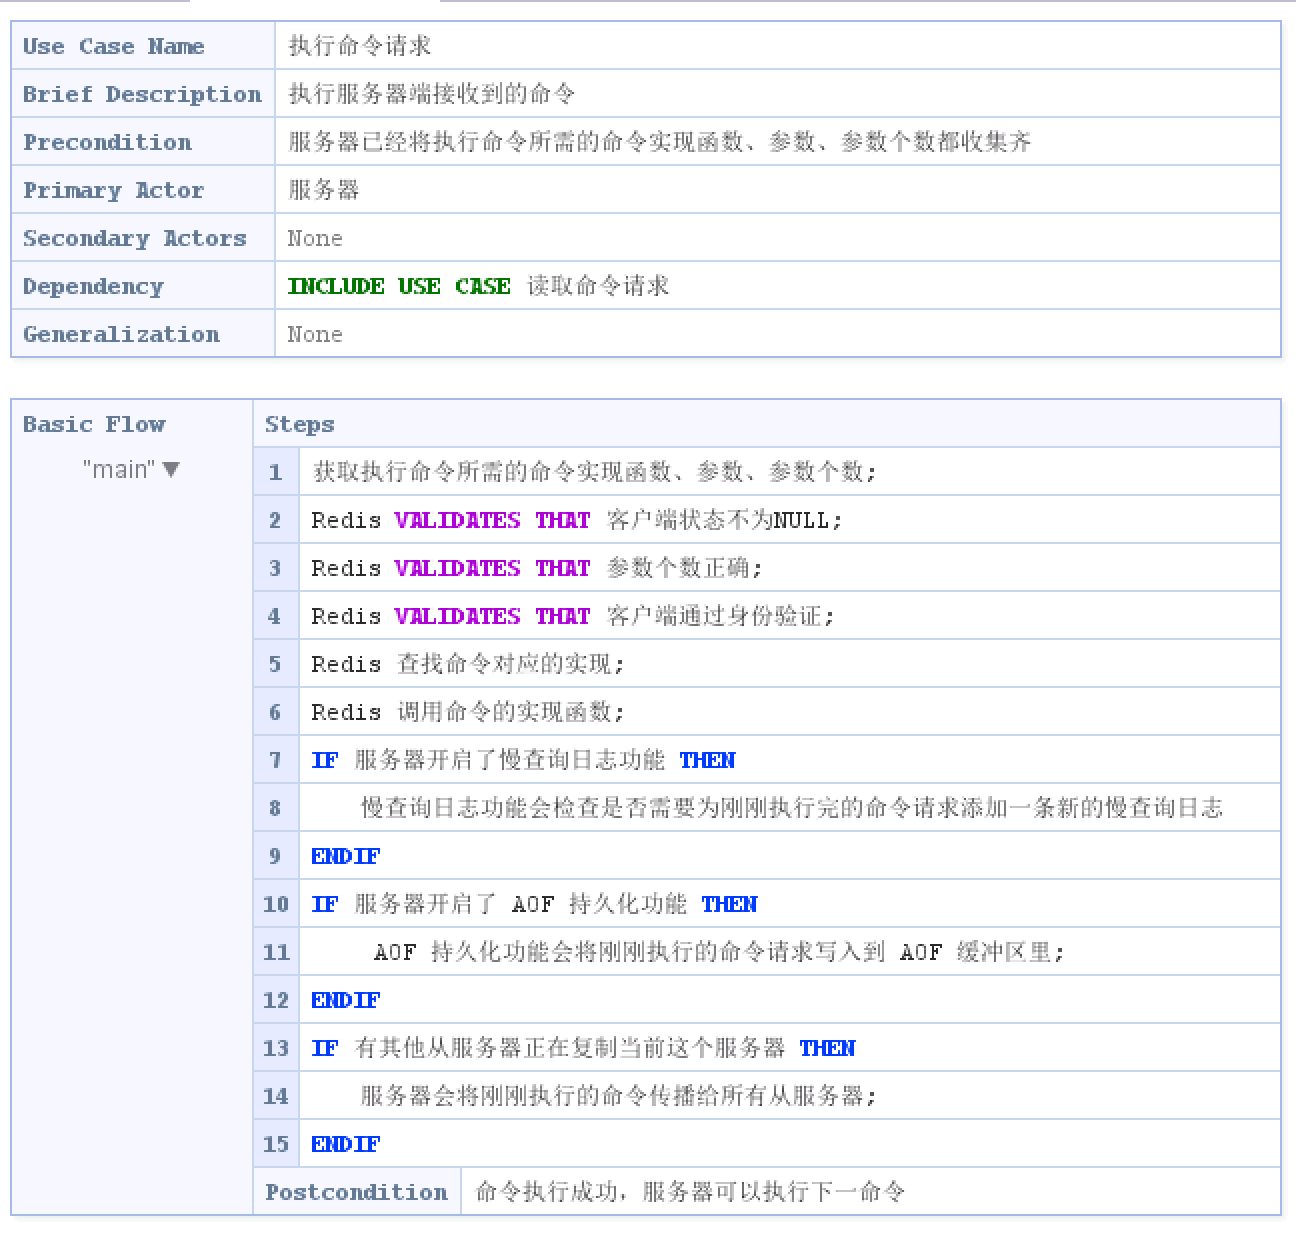 Use Case Name 执行命令请求
Brief Description 执行服务器端接收到的命令
Precondition 服务器已经将执行命令所需的命令实现函数、参数、参数个数都收集齐
Primary Actor 服务器
Secondary Actors None
Dependency INCLUDE USE CASE 读取命令请求
Generalization None
Basic Flow Steps
"main" ▼
1 获取执行命令所需的命令实现函数、参数、参数个数;
2 Redis VALIDATES THAT 客户端状态不为NULL;
3 Redis VALIDATES THAT 参数个数正确;
4 Redis VALIDATES THAT 客户端通过身份验证;
5 Redis 查找命令对应的实现;
6 Redis 调用命令的实现函数;
7 IF 服务器开启了慢查询日志功能 THEN
8 慢查询日志功能会检查是否需要为刚刚执行完的命令请求添加一条新的慢查询日志
9 ENDIF
10 IF 服务器开启了 AOF 持久化功能 THEN
11 AOF 持久化功能会将刚刚执行的命令请求写入到 AOF 缓冲区里;
12 ENDIF
13 IF 有其他从服务器正在复制当前这个服务器 THEN
14 服务器会将刚刚执行的命令传播给所有从服务器;
15 ENDIF
Postcondition 命令执行成功，服务器可以执行下一命令